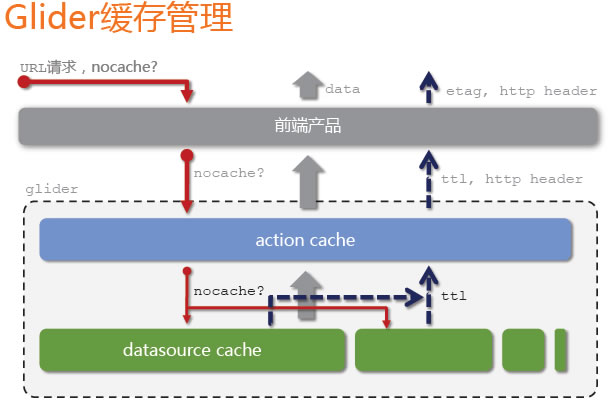 Glider缓存管理
URL请求，nocache?
data
etag, http header
前端产品
nocache?
ttl, http header
glider
action cache
nocache?
ttl
datasource cache